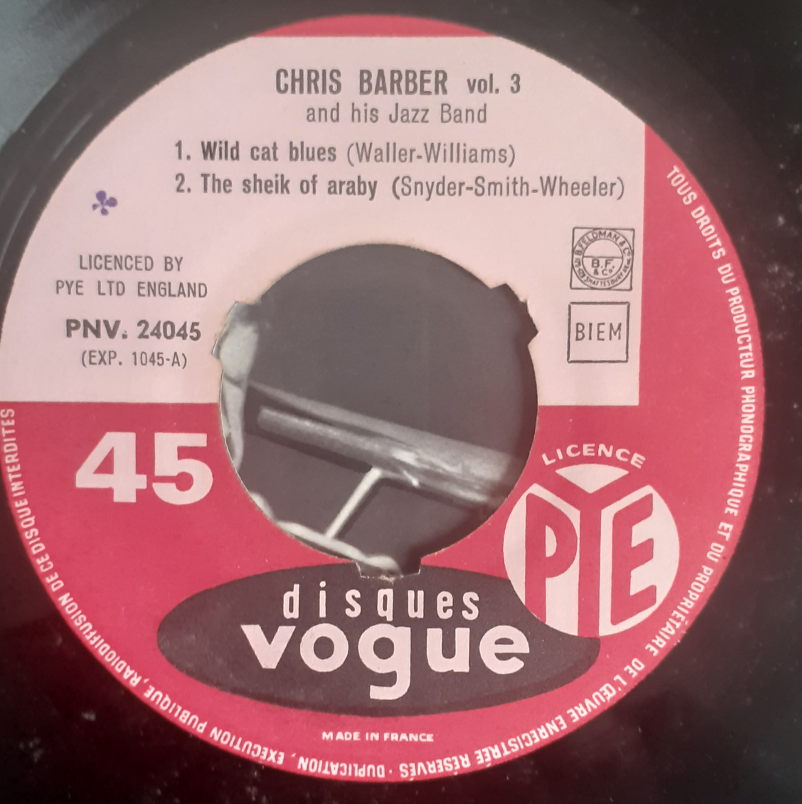 CHRIS BARBER vol. 3
and his Jazz Band
1. Wild cat blues (Waller-Williams)
2. The sheik of araby (Snyder-Smith-Wheeler)
LICENCED BY
PYE LTD ENGLAND
PNV. 24045
(EXP. 1045-A)
B.FELDMAN & Cº
B.F.
& Cº
BIEM
45
LICENCE
PYE
disques
vogue
MADE IN FRANCE
TOUS DROITS DU PRODUCTEUR PHONOGRAPHIQUE ET DU PROPRIÉTAIRE DE L'ŒUVRE ENREGISTRÉE RÉSERVÉS - DUPLICATION, EXÉCUTION PUBLIQUE, RADIODIFFUSION DE CE DISQUE INTERDITES